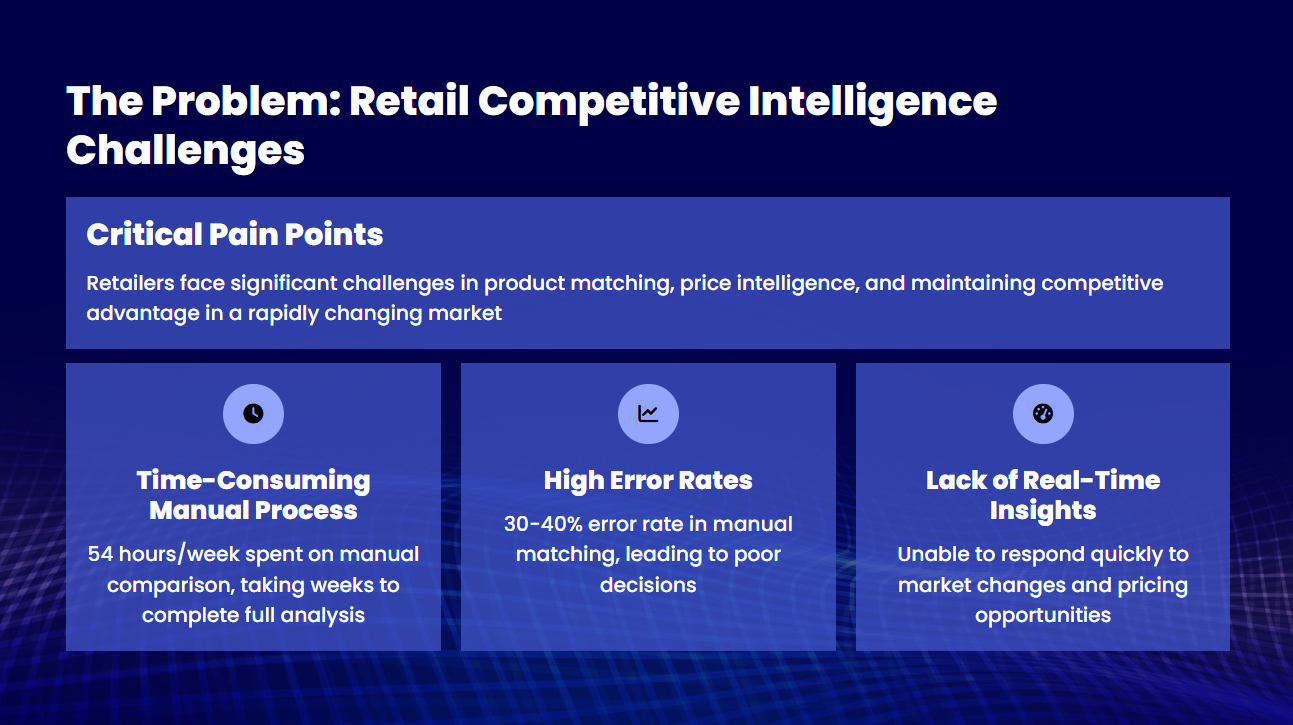 The Problem: Retail Competitive Intelligence
Challenges
Critical Pain Points
Retailers face significant challenges in product matching, price intelligence, and maintaining competitive
advantage in a rapidly changing market
Time-Consuming
Manual Process
54 hours/week spent on manual
comparison, taking weeks to
complete full analysis
High Error Rates
30-40% error rate in manual
matching, leading to poor
decisions
Lack of Real-Time
Insights
Unable to respond quickly to
market changes and pricing
opportunities